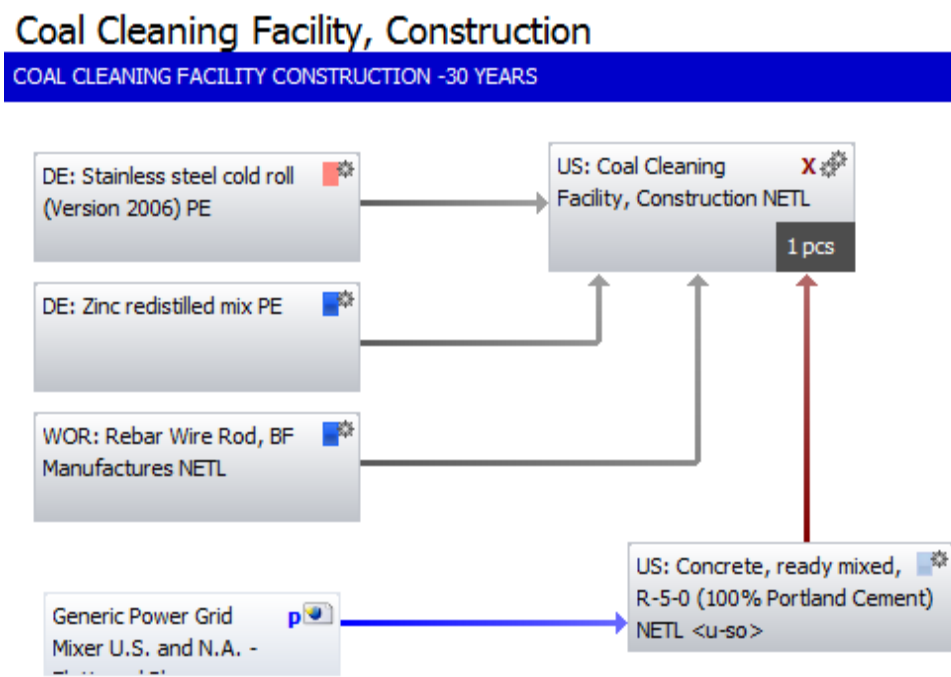 Coal Cleaning Facility, Construction
COAL CLEANING FACILITY CONSTRUCTION -30 YEARS
DE: Stainless steel cold roll
(Version 2006) PE
US: Coal Cleaning
Facility, Construction NETL
X
1 pcs
DE: Zinc redistilled mix PE
WOR: Rebar Wire Rod, BF
Manufactures NETL
US: Concrete, ready mixed,
R-5-0 (100% Portland Cement)
NETL <u-so>
Generic Power Grid
p
Mixer U.S. and N.A. -